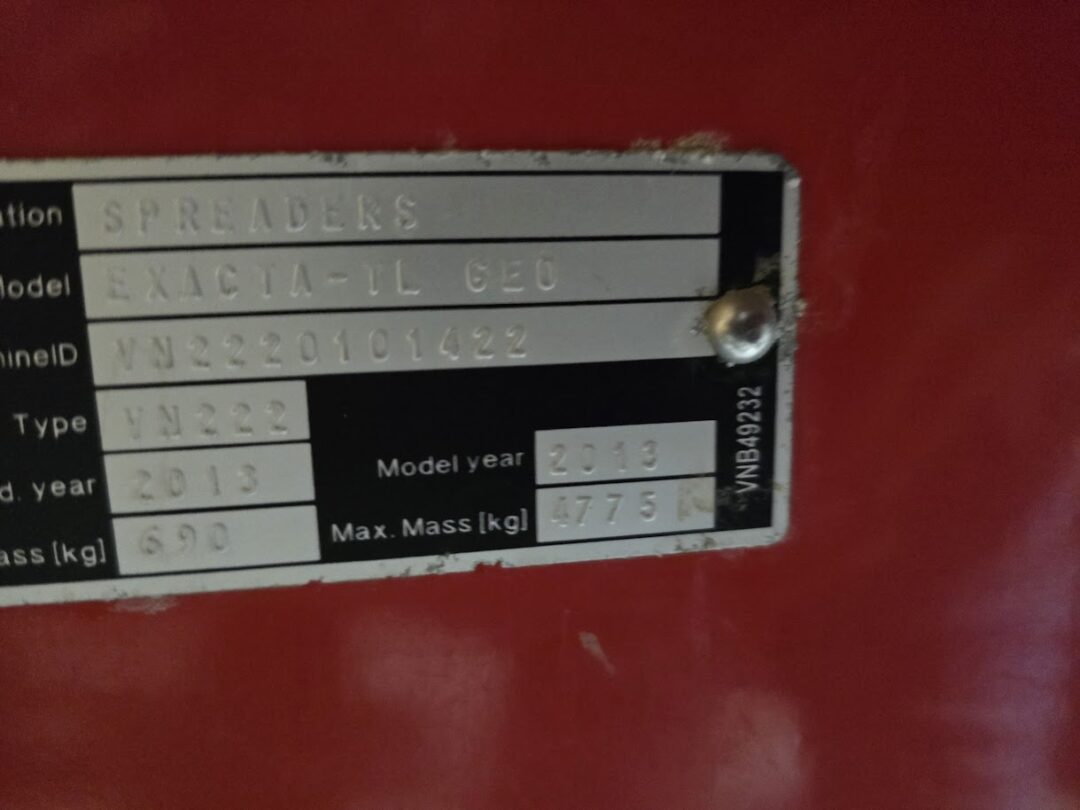 ation SPREADERS
Model EXACTA-TL GEO
hineID VN2220101422
Type VN222
d. year 2013 Model year 2013
ass [kg] 690 Max. Mass [kg] 4775
VNB49232